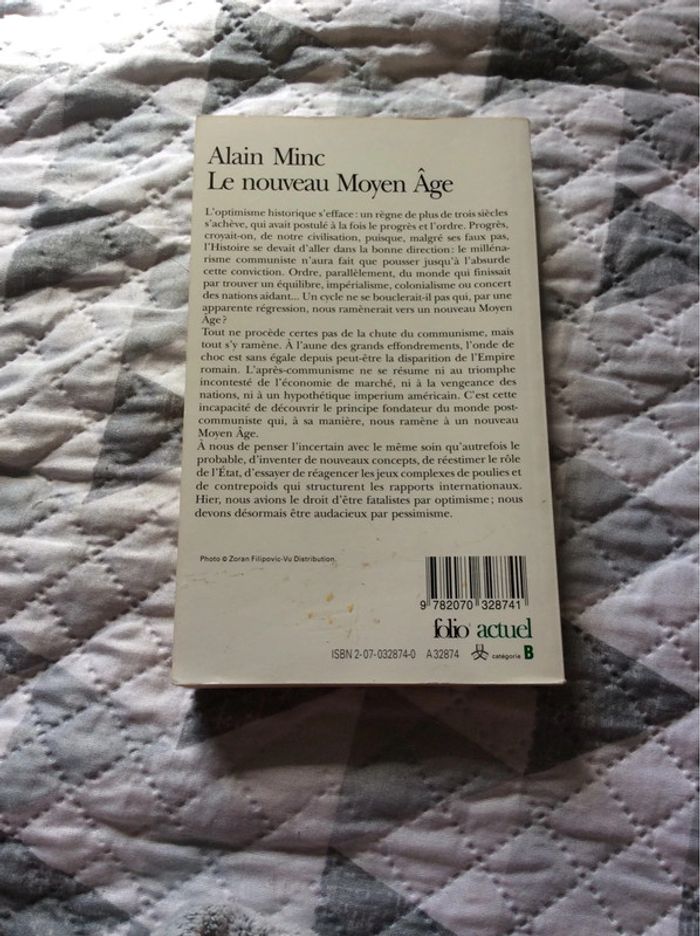 Alain Minc
Le nouveau Moyen Âge
L'optimisme historique s'efface : un règne de plus de trois siècles
s'achève, qui avait postulé à la fois le progrès et l'ordre. Progrès,
croyait-on, de notre civilisation, puisque, malgré ses faux pas,
l'Histoire se devait d'aller dans la bonne direction : le milléna-
risme communiste n'aura fait que pousser jusqu'à l'absurde
cette conviction. Ordre, parallèlement, du monde qui finissait
par trouver un équilibre, impérialisme, colonialisme ou concert
des nations aidant... Un cycle ne se bouclerait-il pas qui, par une
apparente régression, nous ramènerait vers un nouveau Moyen
Âge ?
Tout ne procède certes pas de la chute du communisme, mais
tout s'y ramène. À l'aune des grands effondrements, l'onde de
choc est sans égale depuis peut-être la disparition de l'Empire
romain. L'après-communisme ne se résume ni au triomphe
incontesté de l'économie de marché, ni à la vengeance des
nations, ni à un hypothétique imperium américain. C'est cette
incapacité de découvrir le principe fondateur du monde post-
communiste qui, à sa manière, nous ramène à un nouveau
Moyen Âge.
À nous de penser l'incertain avec le même soin qu'autrefois le
probable, d'inventer de nouveaux concepts, de réestimer le rôle
de l'État, d'essayer de réagencer les jeux complexes de poulies et
de contrepoids qui structurent les rapports internationaux.
Hier, nous avions le droit d'être fatalistes par optimisme ; nous
devons désormais être audacieux par pessimisme.
Photo © Zoran Filipovic-Vu Distribution.
9 782070 328741
folio actuel
ISBN 2-07-032874-0 A 32874 catégorie B